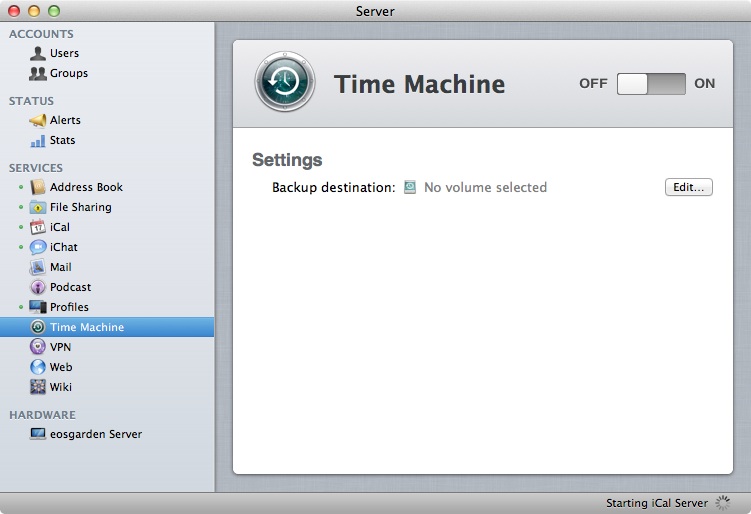 Server
ACCOUNTS
Users
Groups
STATUS
Alerts
Stats
SERVICES
Address Book
File Sharing
17
iCal
iChat
Mail
Podcast
Profiles
Time Machine
VPN
Web
Wiki
HARDWARE
eosgarden Server
Time Machine
OFF ON
Settings
Backup destination: No volume selected
Edit...
Starting iCal Server